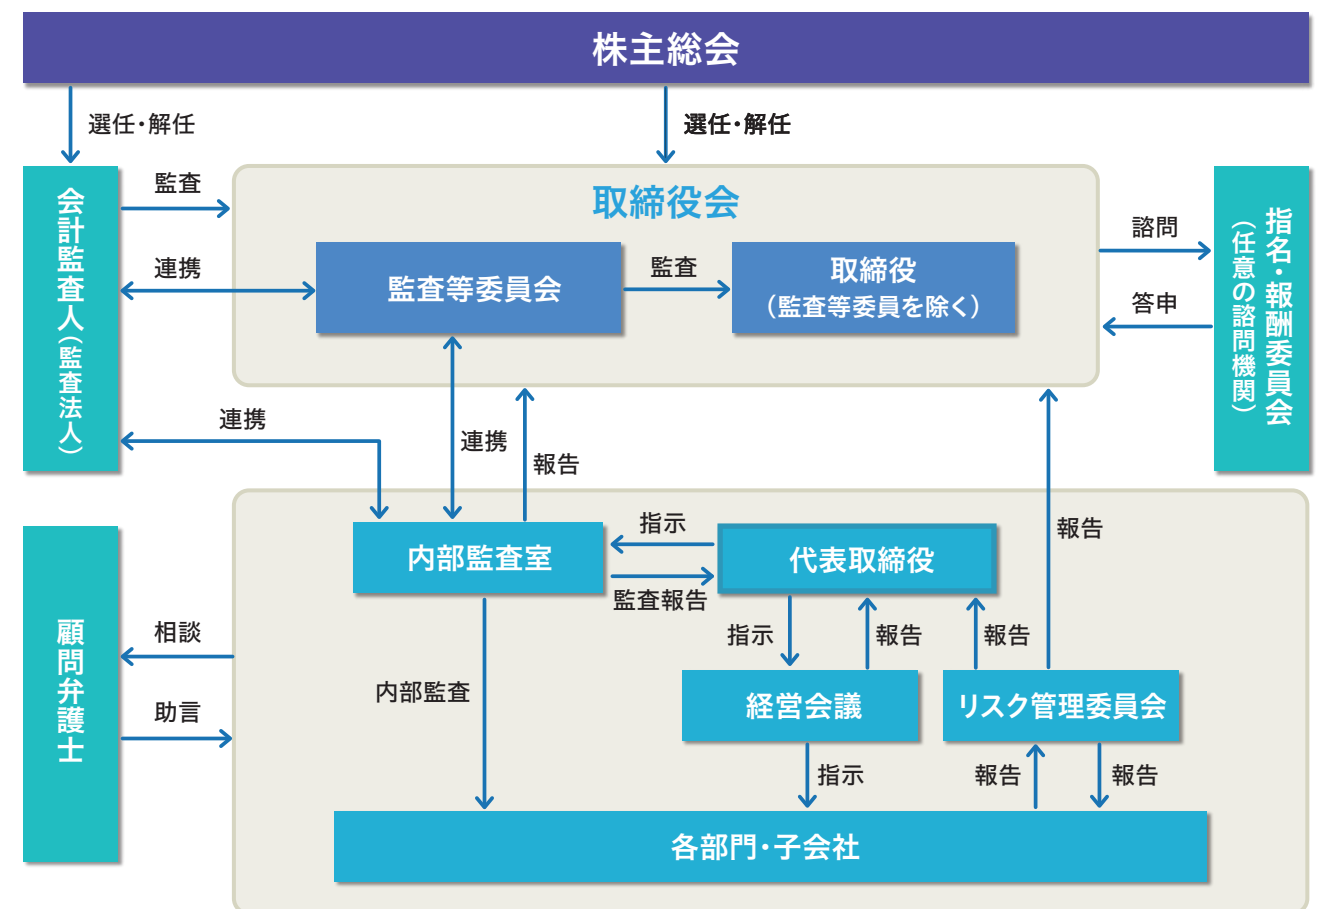 株主総会
選任・解任
選任・解任
会計監査人（監査法人）
監査
連携
取締役会
監査等委員会
監査
取締役
（監査等委員を除く）
諮問
答申
指名・報酬委員会
（任意の諮問機関）
連携
連携
報告
報告
顧問弁護士
相談
助言
内部監査室
指示
監査報告
代表取締役
指示
報告
報告
内部監査
経営会議
リスク管理委員会
指示
報告
報告
各部門・子会社